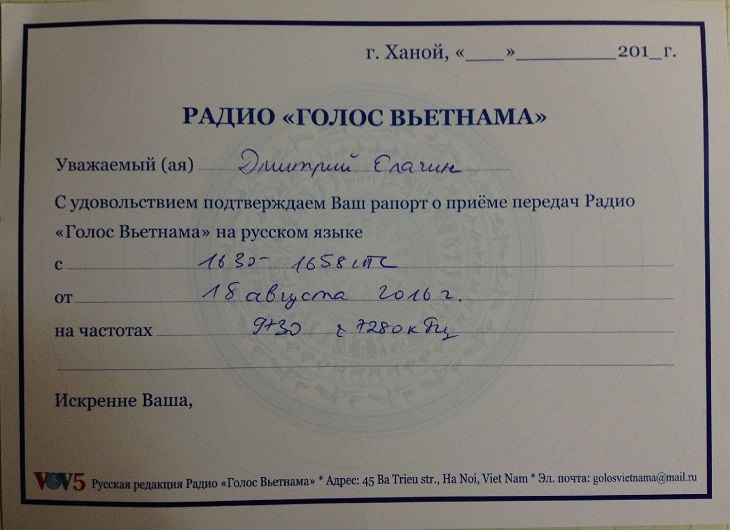 г. Ханой, «____»__________201_г.
РАДИО «ГОЛОС ВЬЕТНАМА»
Уважаемый (ая) Дмитрий Елагин
С удовольствием подтверждаем Ваш рапорт о приёме передач Радио
«Голос Вьетнама» на русском языке
с 1630- 1658 UTC
от 18 августа 2016 г.
на частотах 9730 и 7280 кГц
Искренне Ваша,
VOV5 Русская редакция Радио «Голос Вьетнама» * Адрес: 45 Ba Trieu str., Ha Noi, Viet Nam * Эл. почта: golosvietnama@mail.ru